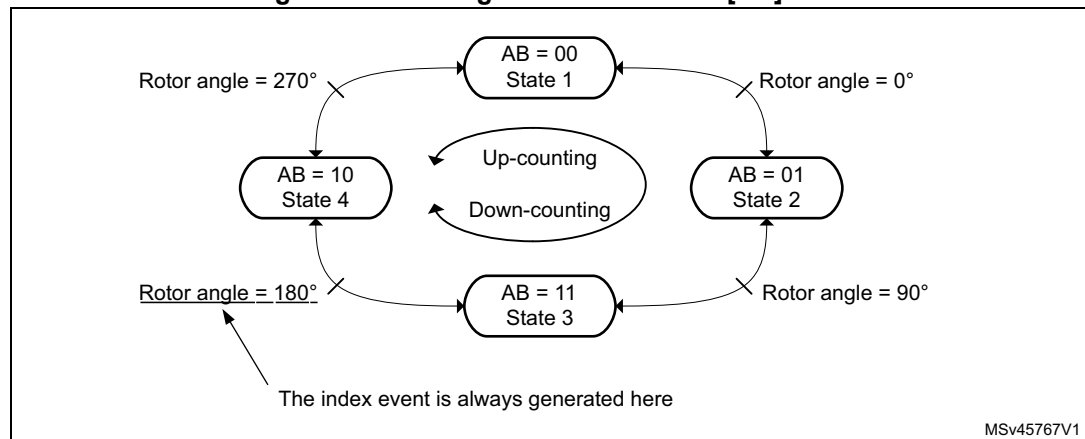 AB = 00
State 1
Rotor angle = 270°
Rotor angle = 0°
Up-counting
AB = 10
State 4
AB = 01
State 2
Down-counting
Rotor angle = 180°
AB = 11
State 3
Rotor angle = 90°
The index event is always generated here
MSv45767V1